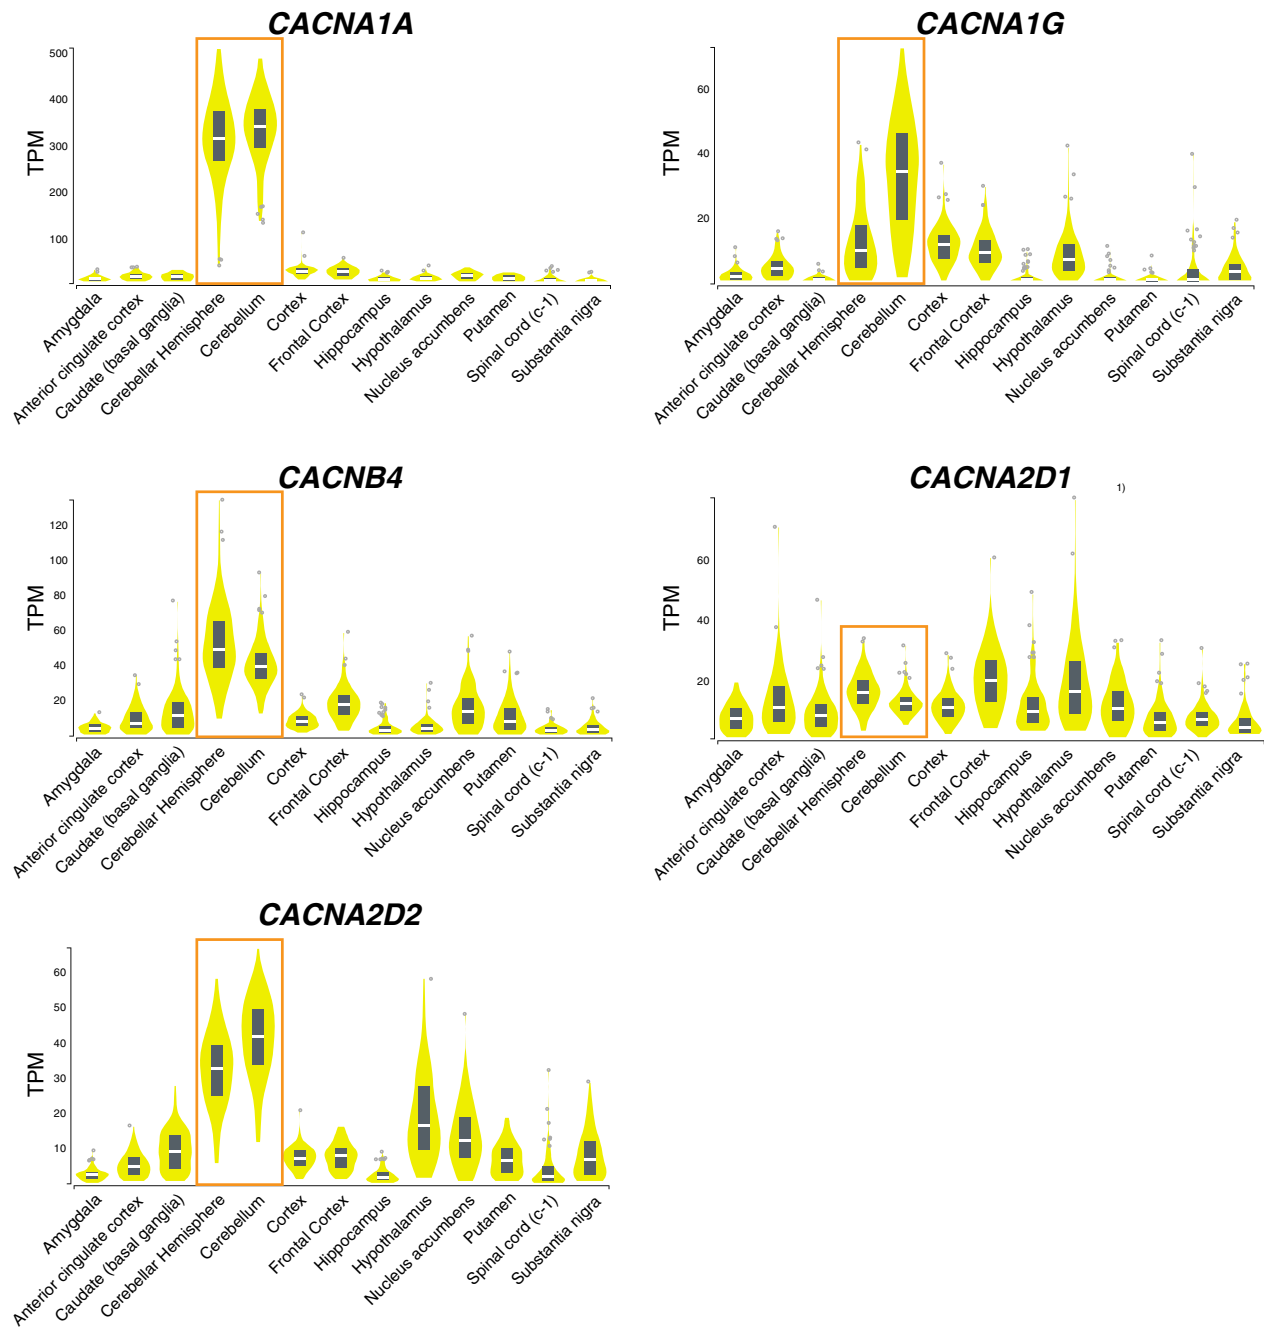 CACNA1A
TPM
500
400
300
200
100
Amygdala
Anterior cingulate cortex
Caudate (basal ganglia)
Cerebellar Hemisphere
Cerebellum
Cortex
Frontal Cortex
Hippocampus
Hypothalamus
Nucleus accumbens
Putamen
Spinal cord (c-1)
Substantia nigra
CACNA1G
TPM
60
40
20
Amygdala
Anterior cingulate cortex
Caudate (basal ganglia)
Cerebellar Hemisphere
Cerebellum
Cortex
Frontal Cortex
Hippocampus
Hypothalamus
Nucleus accumbens
Putamen
Spinal cord (c-1)
Substantia nigra
CACNB4
TPM
120
100
80
60
40
20
Amygdala
Anterior cingulate cortex
Caudate (basal ganglia)
Cerebellar Hemisphere
Cerebellum
Cortex
Frontal Cortex
Hippocampus
Hypothalamus
Nucleus accumbens
Putamen
Spinal cord (c-1)
Substantia nigra
CACNA2D1
1)
TPM
60
40
20
Amygdala
Anterior cingulate cortex
Caudate (basal ganglia)
Cerebellar Hemisphere
Cerebellum
Cortex
Frontal Cortex
Hippocampus
Hypothalamus
Nucleus accumbens
Putamen
Spinal cord (c-1)
Substantia nigra
CACNA2D2
TPM
60
50
40
30
20
10
Amygdala
Anterior cingulate cortex
Caudate (basal ganglia)
Cerebellar Hemisphere
Cerebellum
Cortex
Frontal Cortex
Hippocampus
Hypothalamus
Nucleus accumbens
Putamen
Spinal cord (c-1)
Substantia nigra